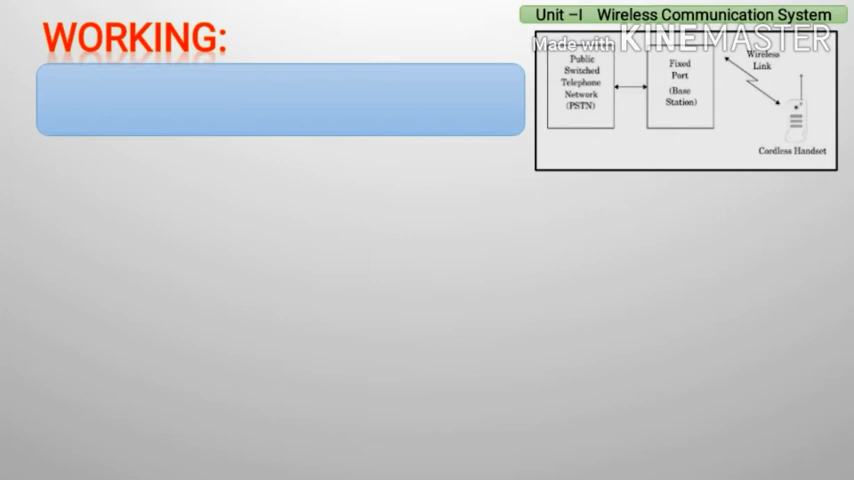 Unit –I Wireless Communication System
WORKING:
Made with KINEMASTER
Public
Switched
Telephone
Network
(PSTN)
Fixed
Port
(Base
Station)
Wireless
Link
Cordless Handset